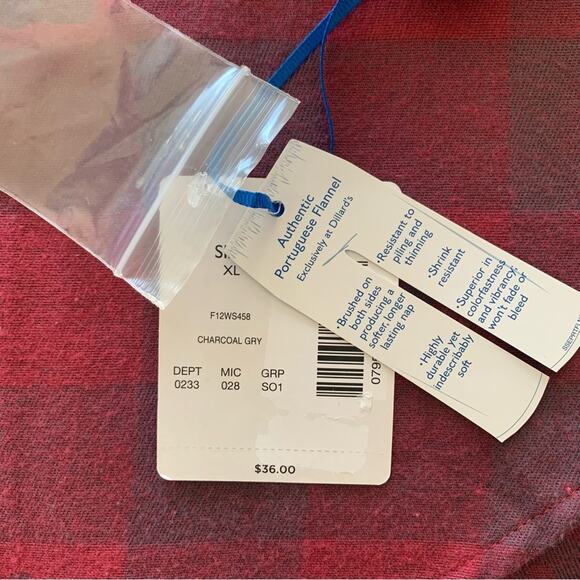 Authentic
Portuguese Flannel
Exclusively at Dillard's
•Brushed on
both sides
producing a
softer, longer
lasting nap
•Highly
durable yet
indescribably
soft
•Resistant to
piling and
thinning
•Shrink
resistant
•Superior in
colorfastness
and vibrancy,
won't fade or
bleed
XL
F12WS458
CHARCOAL GRY
DEPT MIC GRP
0233 028 SO1
$36.00